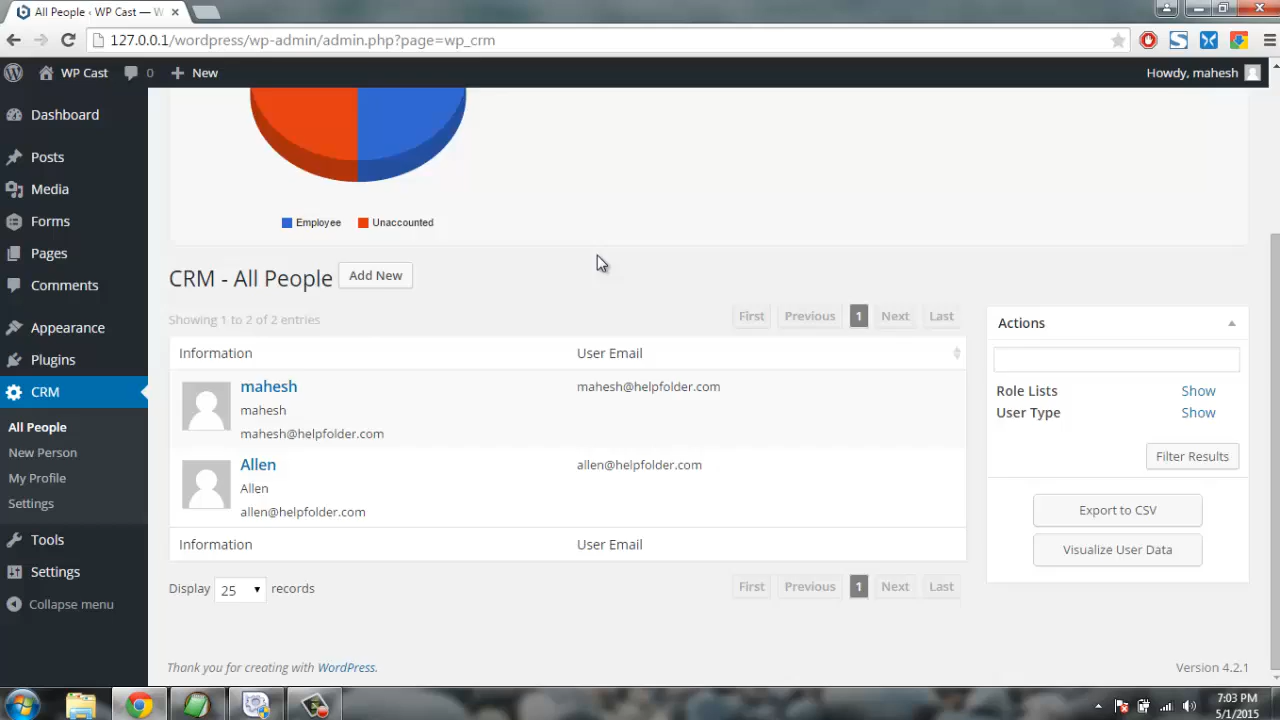 All People ‹ WP Cast — W
127.0.0.1/wordpress/wp-admin/admin.php?page=wp_crm
WP Cast
0
New
Howdy, mahesh
Dashboard
Posts
Media
Forms
Pages
Comments
Appearance
Plugins
CRM
All People
New Person
My Profile
Settings
Tools
Settings
Collapse menu
Employee
Unaccounted
CRM - All People
Add New
Showing 1 to 2 of 2 entries
First
Previous
1
Next
Last
Information
User Email
mahesh
mahesh@helpfolder.com
mahesh
mahesh@helpfolder.com
Allen
allen@helpfolder.com
Allen
allen@helpfolder.com
Information
User Email
Display
25
records
First
Previous
1
Next
Last
Actions
Role Lists
Show
User Type
Show
Filter Results
Export to CSV
Visualize User Data
Thank you for creating with WordPress.
Version 4.2.1
7:03 PM
5/1/2015